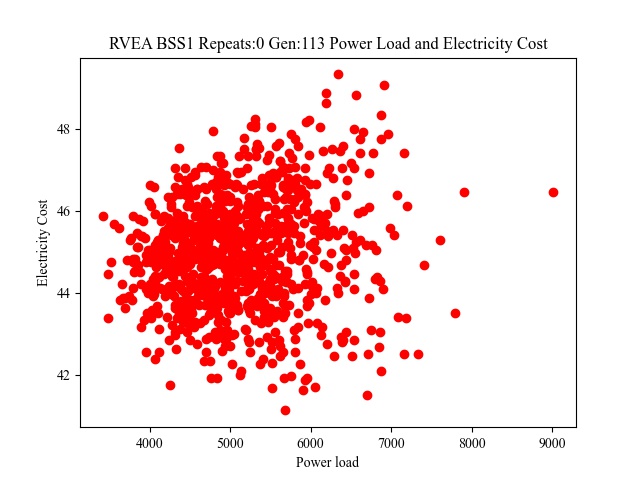 RVEA BSS1 Repeats:0 Gen:113 Power Load and Electricity Cost
48
46
44
42
Electricity Cost
4000 5000 6000 7000 8000 9000
Power load